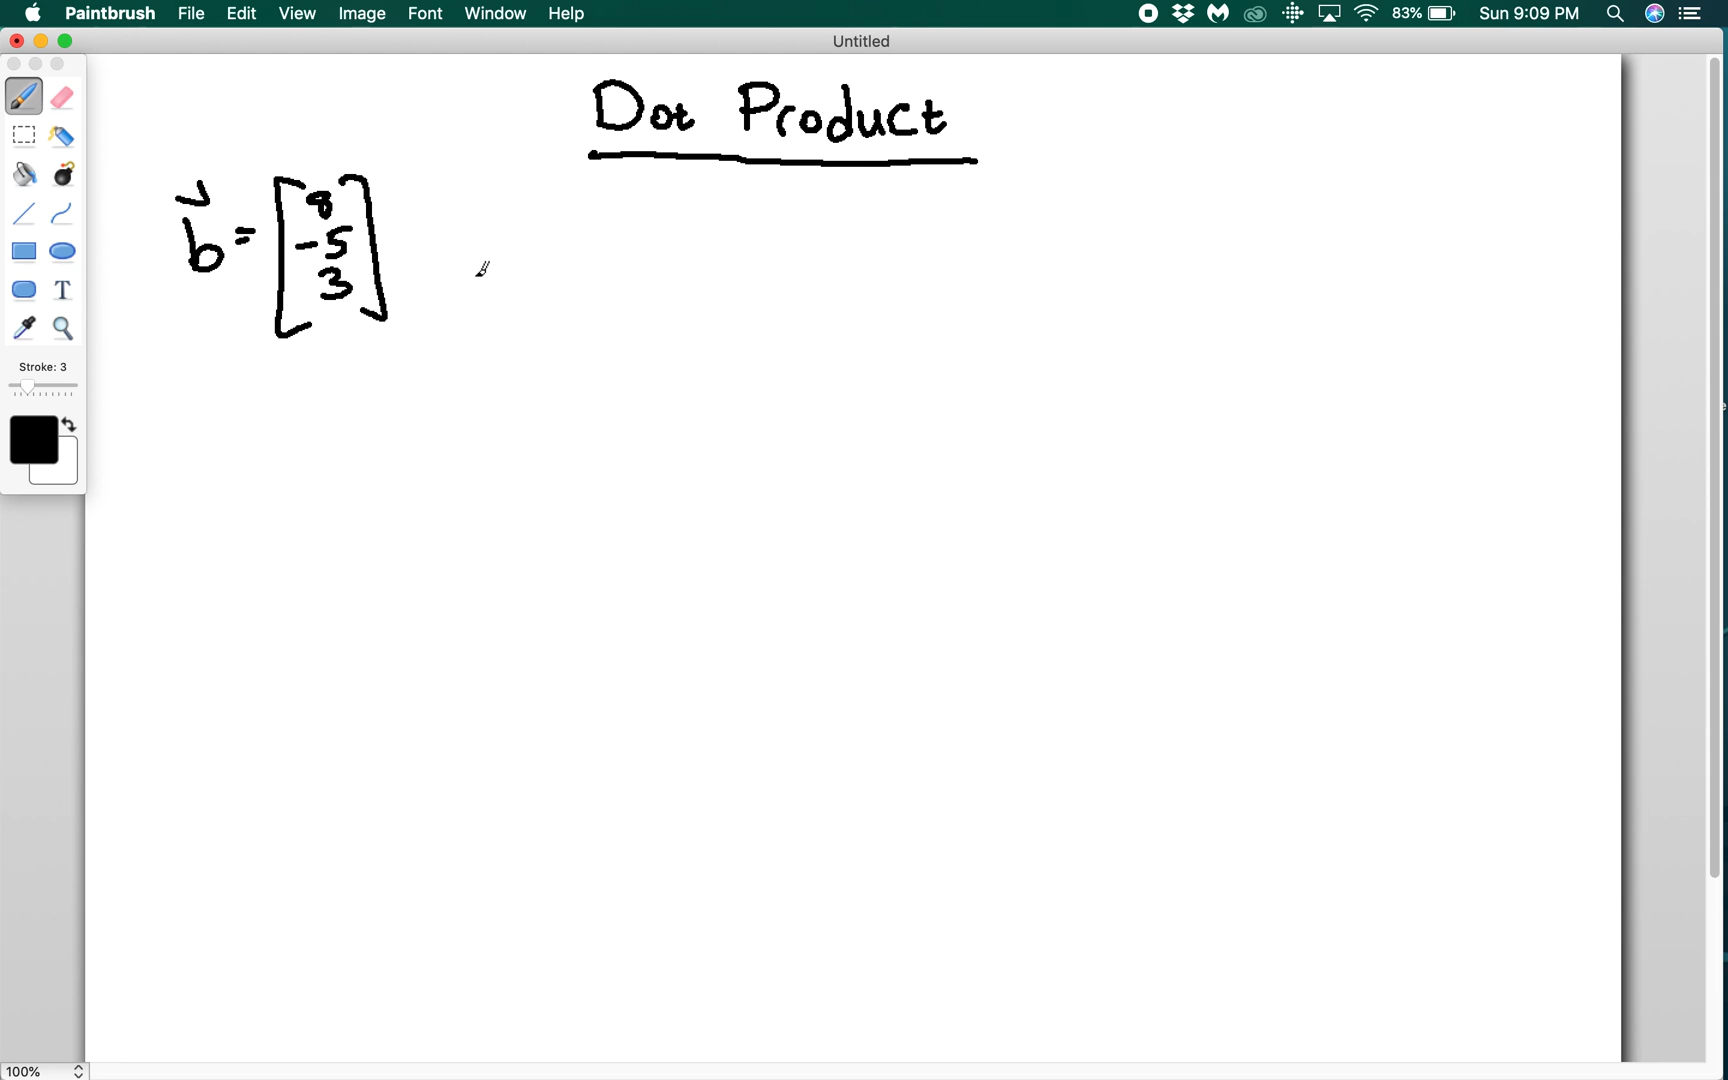 Paintbrush File Edit View Image Font Window Help 83% Sun 9:09 PM
Untitled
Dot Product
b = [8
-5
3]
T
Stroke: 3
100%